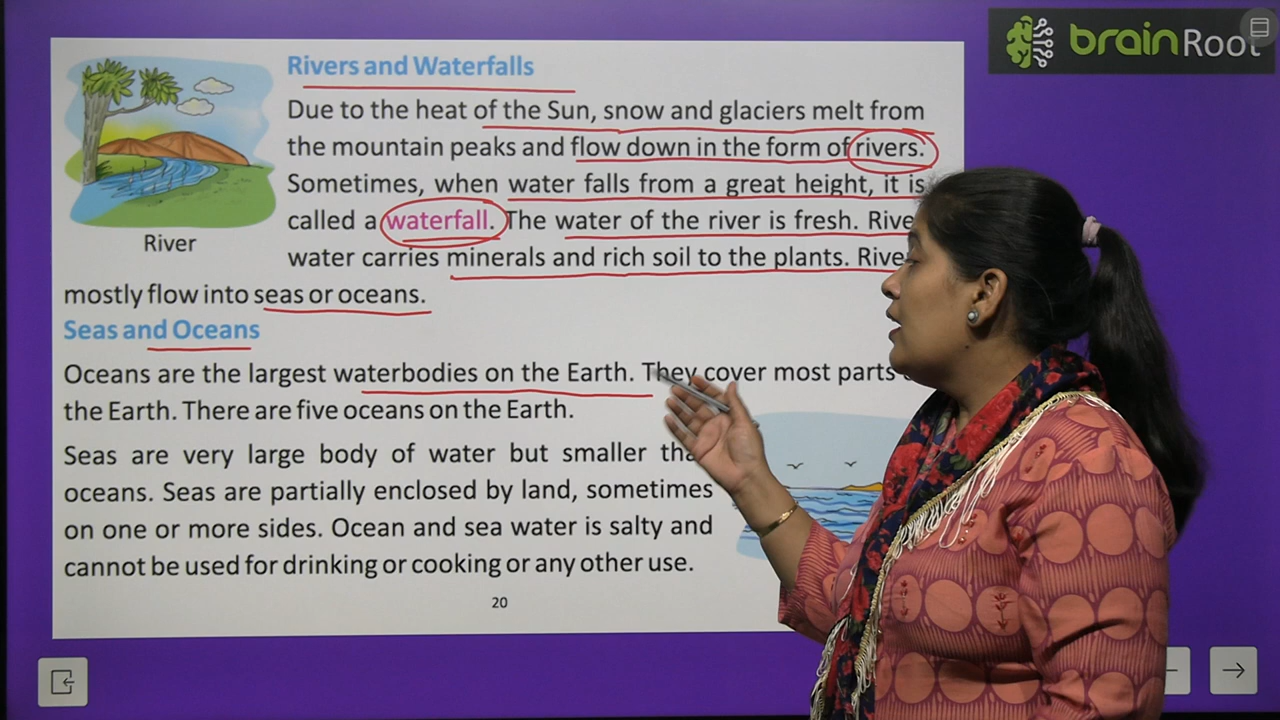 brainRoot
Rivers and Waterfalls
Due to the heat of the Sun, snow and glaciers melt from
the mountain peaks and flow down in the form of rivers.
Sometimes, when water falls from a great height, it is
called a waterfall. The water of the river is fresh.
water carries minerals and rich soil to the plants.
River
mostly flow into seas or oceans.
Seas and Oceans
Oceans are the largest waterbodies on the Earth. They cover most parts
the Earth. There are five oceans on the Earth.
Seas are very large body of water but smaller
oceans. Seas are partially enclosed by land, sometimes
on one or more sides. Ocean and sea water is salty and
cannot be used for drinking or cooking or any other use.
20